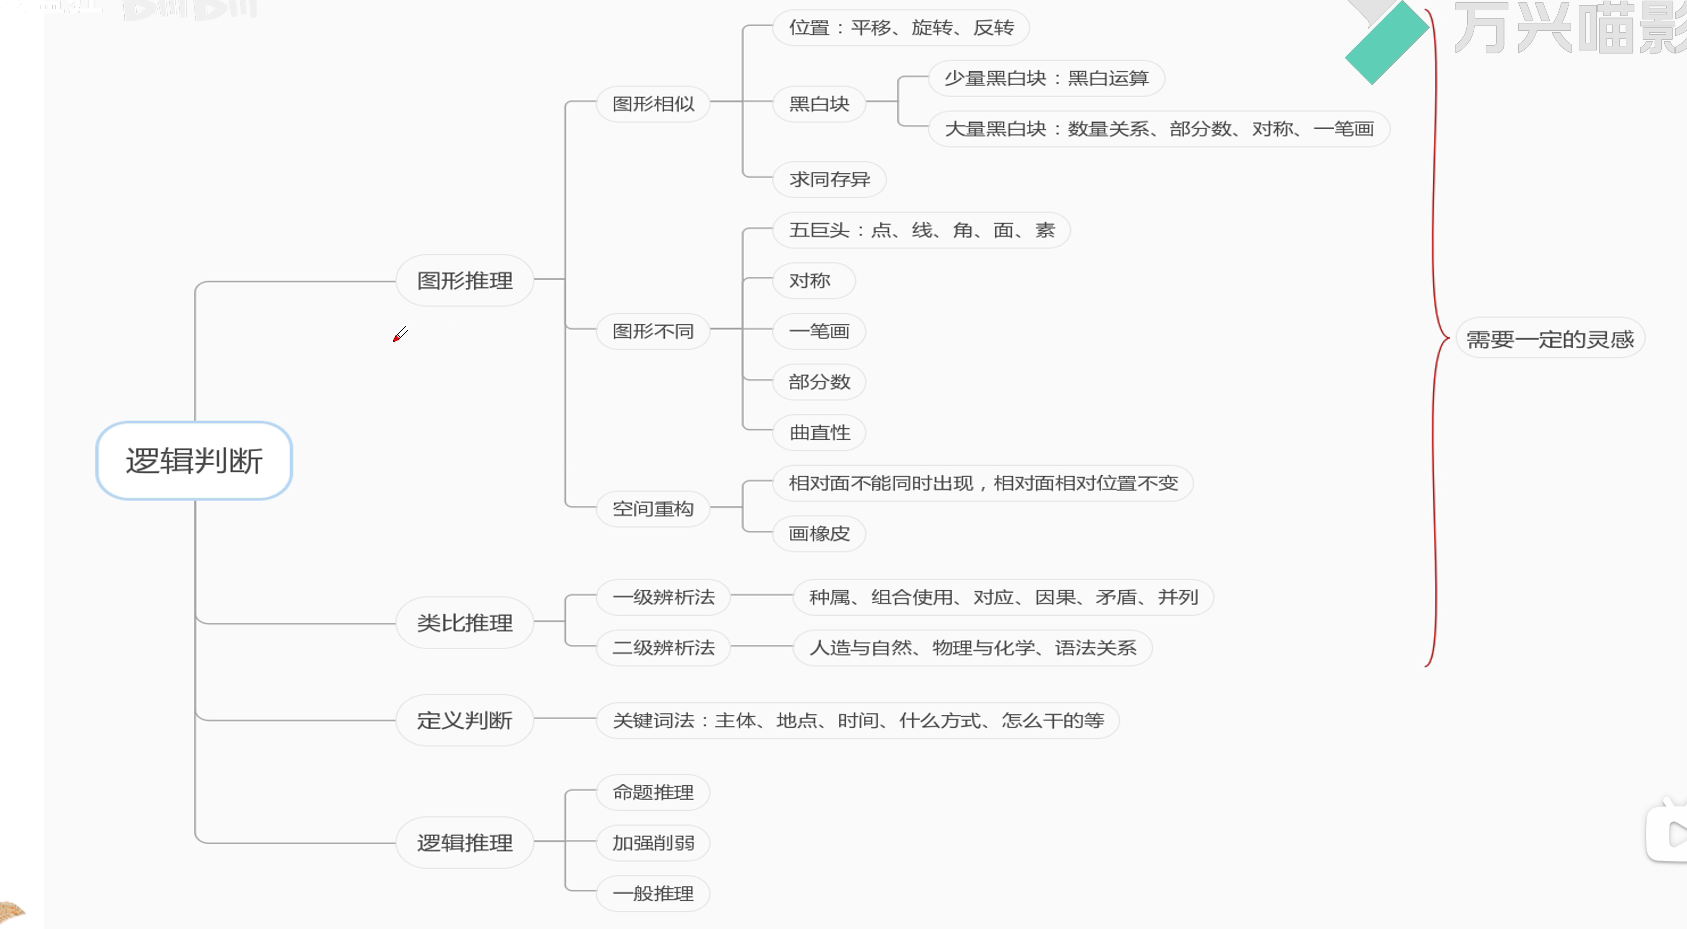 万兴喵影
位置：平移、旋转、反转
少量黑白块：黑白运算
图形相似
黑白块
大量黑白块：数量关系、部分数、对称、一笔画
求同存异
五巨头：点、线、角、面、素
图形推理
对称
图形不同
一笔画
需要一定的灵感
部分数
曲直性
逻辑判断
相对面不能同时出现，相对面相对位置不变
空间重构
画橡皮
一级辨析法
种属、组合使用、对应、因果、矛盾、并列
类比推理
二级辨析法
人造与自然、物理与化学、语法关系
定义判断
关键词法：主体、地点、时间、什么方式、怎么干的等
命题推理
逻辑推理
加强削弱
一般推理